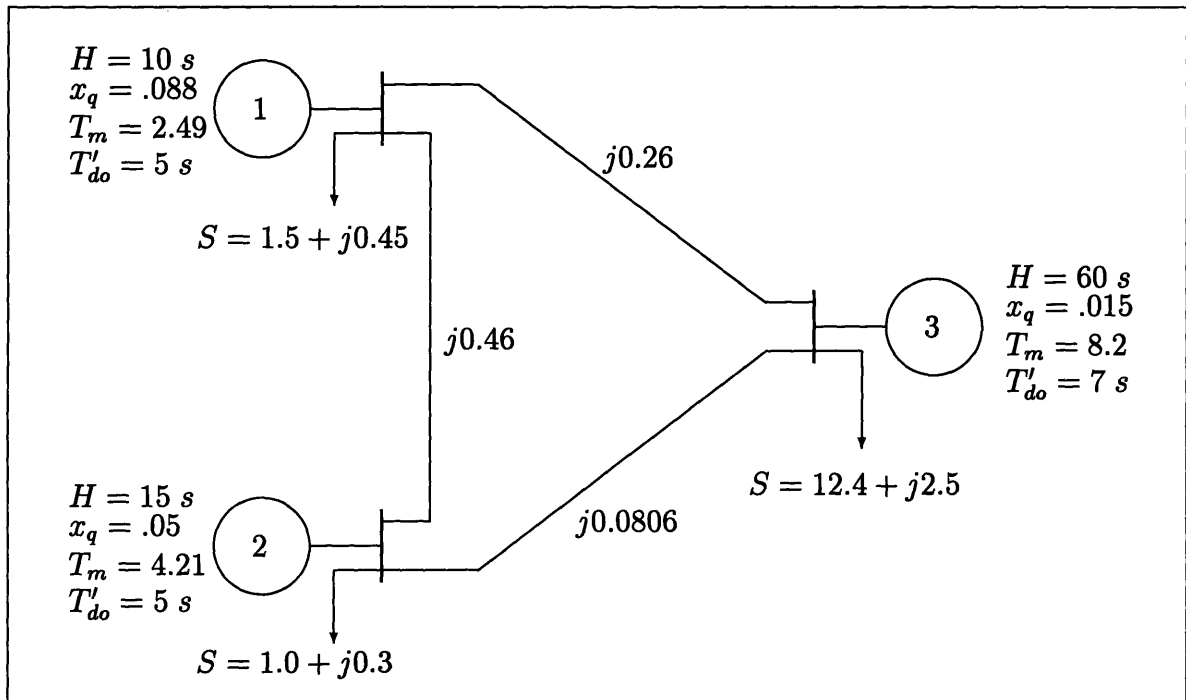 H = 10 s
x_q = .088
T_m = 2.49
T'_do = 5 s
1
S = 1.5 + j0.45
j0.26
j0.46
H = 60 s
x_q = .015
T_m = 8.2
T'_do = 7 s
3
S = 12.4 + j2.5
j0.0806
H = 15 s
x_q = .05
T_m = 4.21
T'_do = 5 s
2
S = 1.0 + j0.3